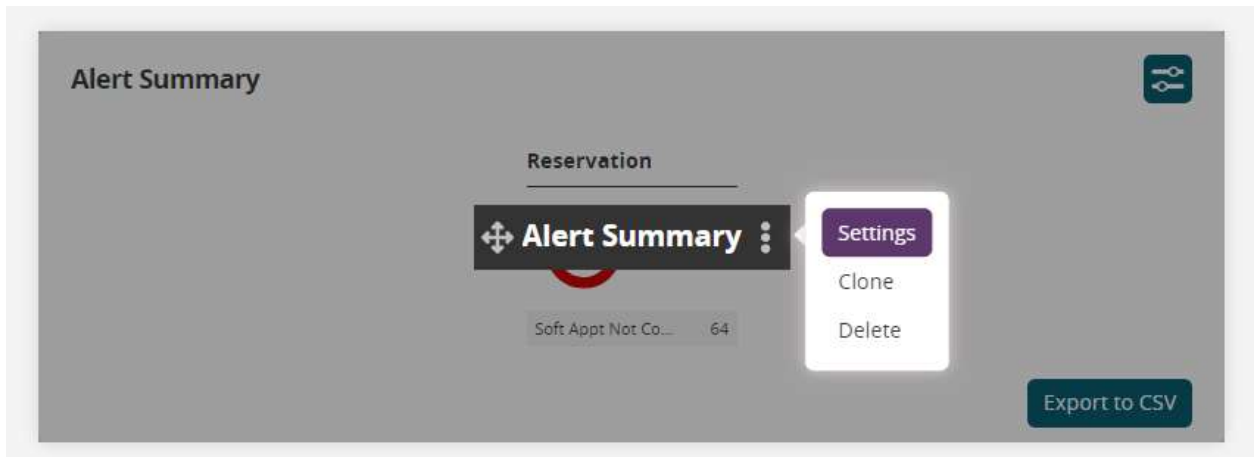 Alert Summary
Reservation
Alert Summary
Settings
Clone
Delete
Soft Appt Not Co... 64
Export to CSV